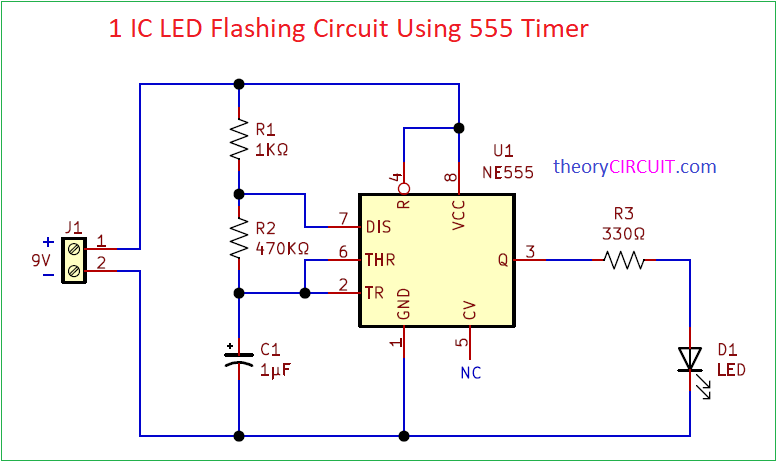 1 IC LED Flashing Circuit Using 555 Timer
R1
1KΩ
4
8
U1
NE555
theoryCIRCUIT.com
R
VCC
J1
+
9V
−
1
2
R2
470KΩ
7
DIS
6
THR
2
TR
Q
3
R3
330Ω
GND
CV
1
5
NC
+
C1
1µF
D1
LED